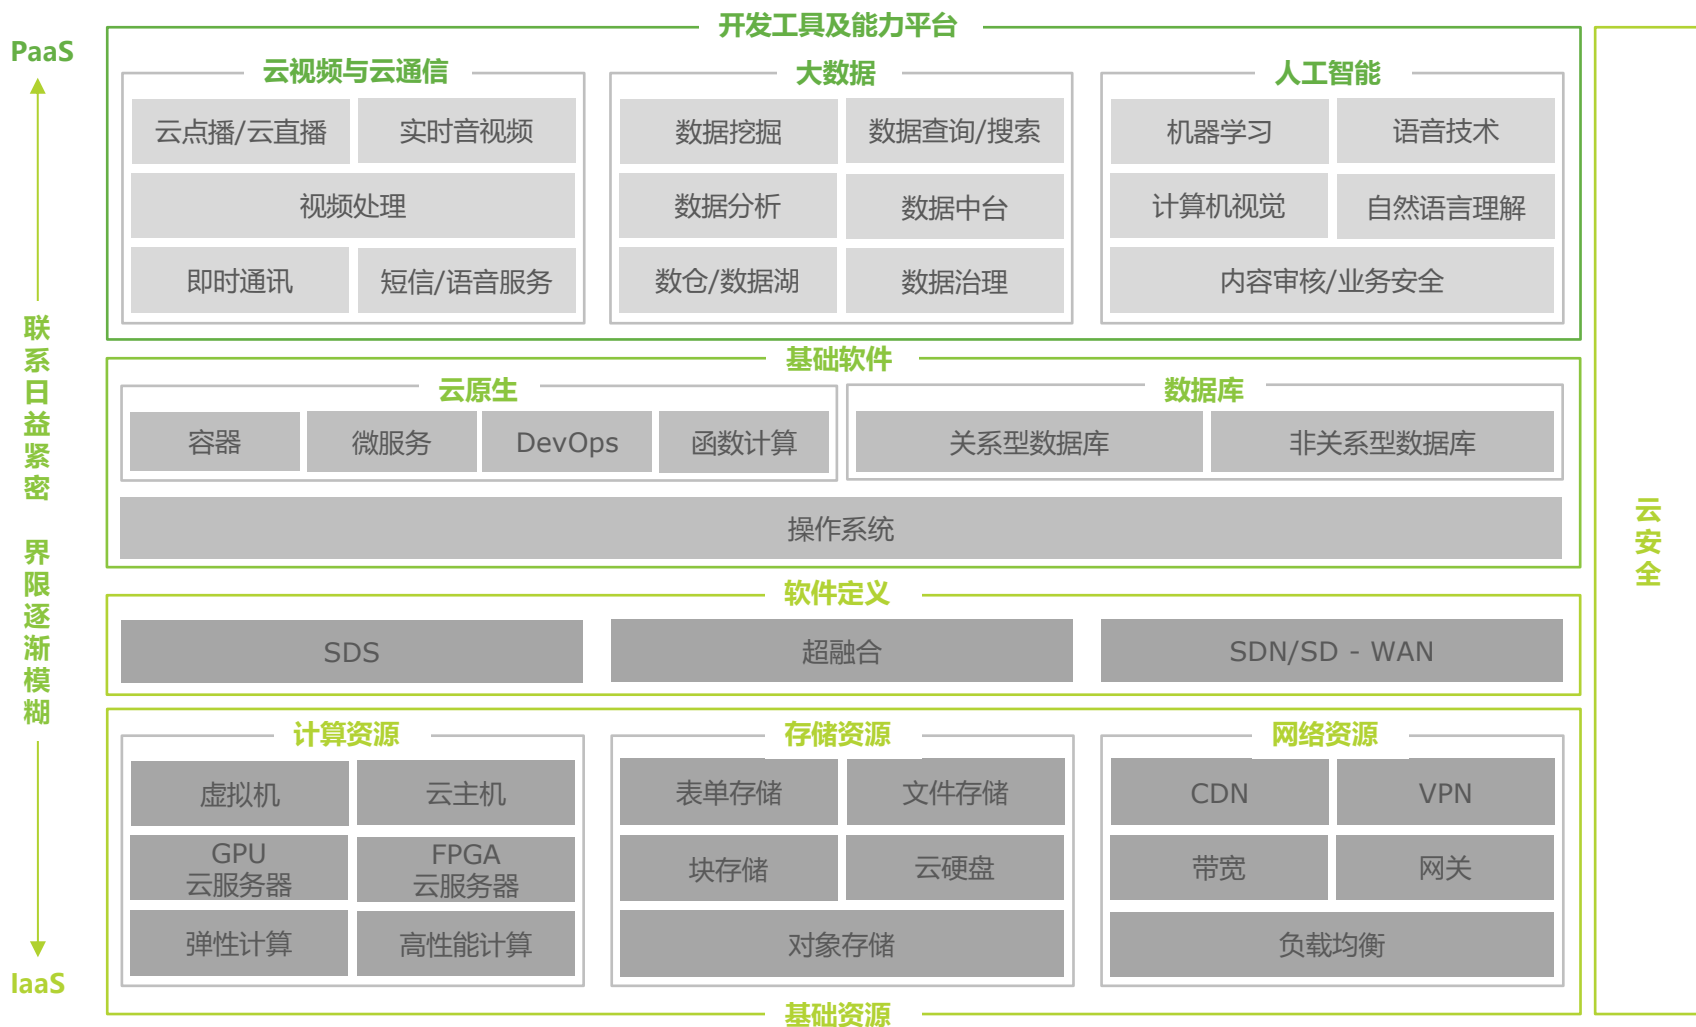 开发工具及能力平台
PaaS
云视频与云通信
大数据
人工智能
云点播/云直播
实时音视频
数据挖掘
数据查询/搜索
机器学习
语音技术
视频处理
数据分析
数据中台
计算机视觉
自然语言理解
即时通讯
短信/语音服务
数仓/数据湖
数据治理
内容审核/业务安全
联系日益紧密 界限逐渐模糊
基础软件
云原生
数据库
容器
微服务
DevOps
函数计算
关系型数据库
非关系型数据库
操作系统
云安全
软件定义
SDS
超融合
SDN/SD - WAN
计算资源
存储资源
网络资源
虚拟机
云主机
表单存储
文件存储
CDN
VPN
GPU
云服务器
FPGA
云服务器
块存储
云硬盘
带宽
网关
弹性计算
高性能计算
对象存储
负载均衡
IaaS
基础资源